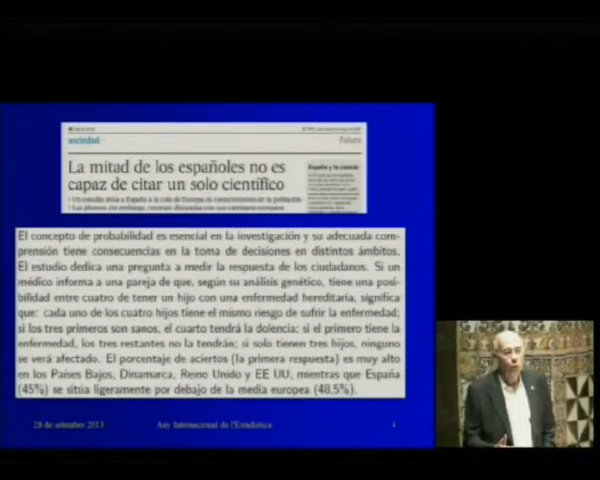 sociedad
Futuro
La mitad de los españoles no es
capaz de citar un solo científico
España y la ciencia
El concepto de probabilidad es esencial en la investigación y su adecuada com-
prensión tiene consecuencias en la toma de decisiones en distintos ámbitos.
El estudio dedica una pregunta a medir la respuesta de los ciudadanos. Si un
médico informa a una pareja de que, según su análisis genético, tiene una posi-
bilidad entre cuatro de tener un hijo con una enfermedad hereditaria, significa
que: cada uno de los cuatro hijos tiene el mismo riesgo de sufrir la enfermedad;
si los tres primeros son sanos, el cuarto tendrá la dolencia; si el primero tiene la
enfermedad, los tres restantes no la tendrán; si solo tienen tres hijos, ninguno
se verá afectado. El porcentaje de aciertos (la primera respuesta) es muy alto
en los Países Bajos, Dinamarca, Reino Unido y EE UU, mientras que España
(45%) se sitúa ligeramente por debajo de la media europea (48.5%).
28 de setembre 2013
Any Internacional de l'Estadística
4